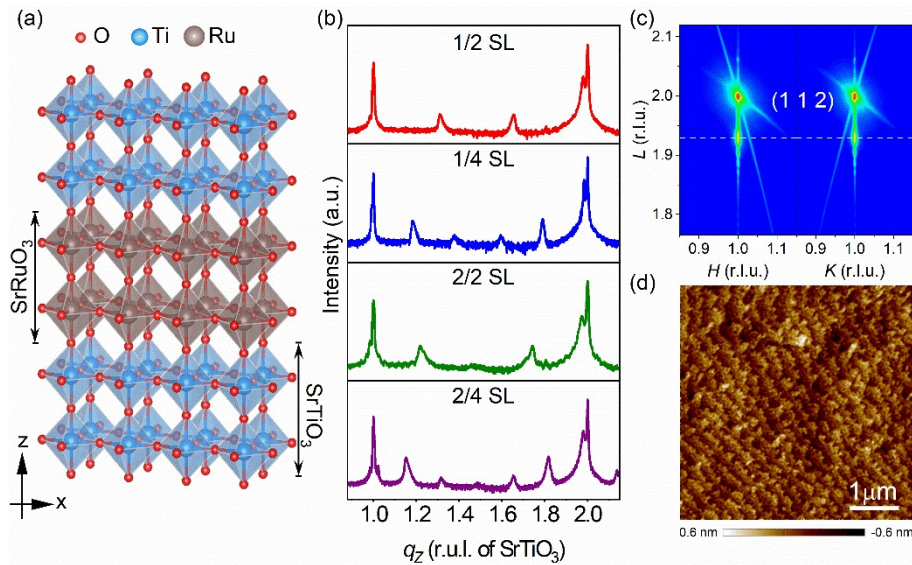 (a)
O Ti Ru
SrRuO3
SrTiO3
z
x
(b)
1/2 SL
1/4 SL
2/2 SL
2/4 SL
Intensity (a.u.)
1.0 1.2 1.4 1.6 1.8 2.0
qZ (r.u.l. of SrTiO3)
(c)
2.1
2.0
1.9
1.8
L (r.l.u.)
(1 1 2)
0.9 1.0 1.1 0.9 1.0 1.1
H (r.l.u.) K (r.l.u.)
(d)
1μm
0.6 nm -0.6 nm